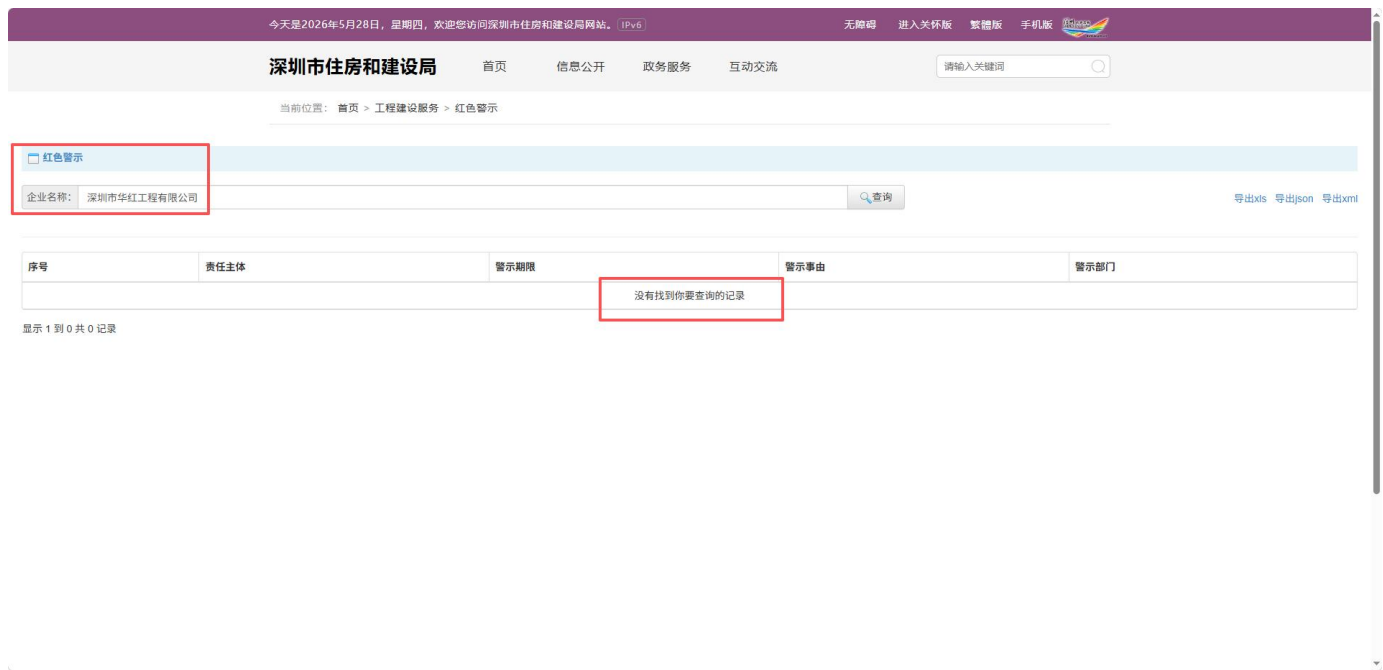 今天是2026年5月28日，星期四，欢迎您访问深圳市住房和建设局网站。 IPv6 无障碍 进入关怀版 繁體版 手机版
深圳市住房和建设局 首页 信息公开 政务服务 互动交流 请输入关键词
当前位置： 首页 > 工程建设服务 > 红色警示
红色警示
企业名称： 深圳市华红工程有限公司 查询 导出xls 导出json 导出xml
序号 责任主体 警示期限 警示事由 警示部门
没有找到你要查询的记录
显示 1 到 0 共 0 记录